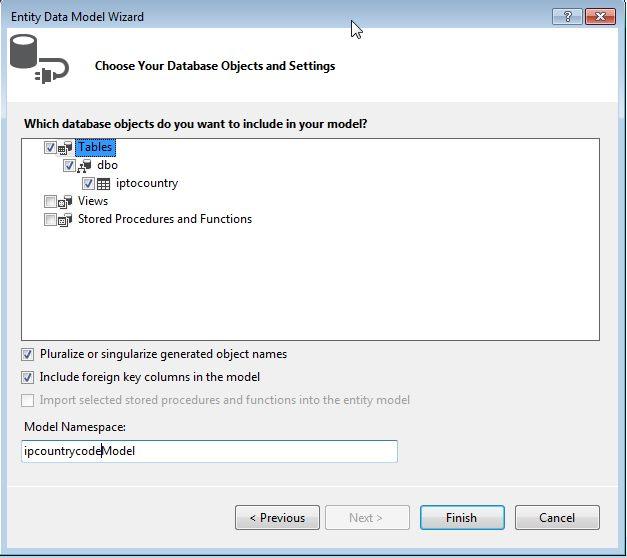 Entity Data Model Wizard
?
Choose Your Database Objects and Settings
Which database objects do you want to include in your model?
Tables
dbo
iptocountry
Views
Stored Procedures and Functions
Pluralize or singularize generated object names
Include foreign key columns in the model
Import selected stored procedures and functions into the entity model
Model Namespace:
ipcountrycodeModel
< Previous Next > Finish Cancel